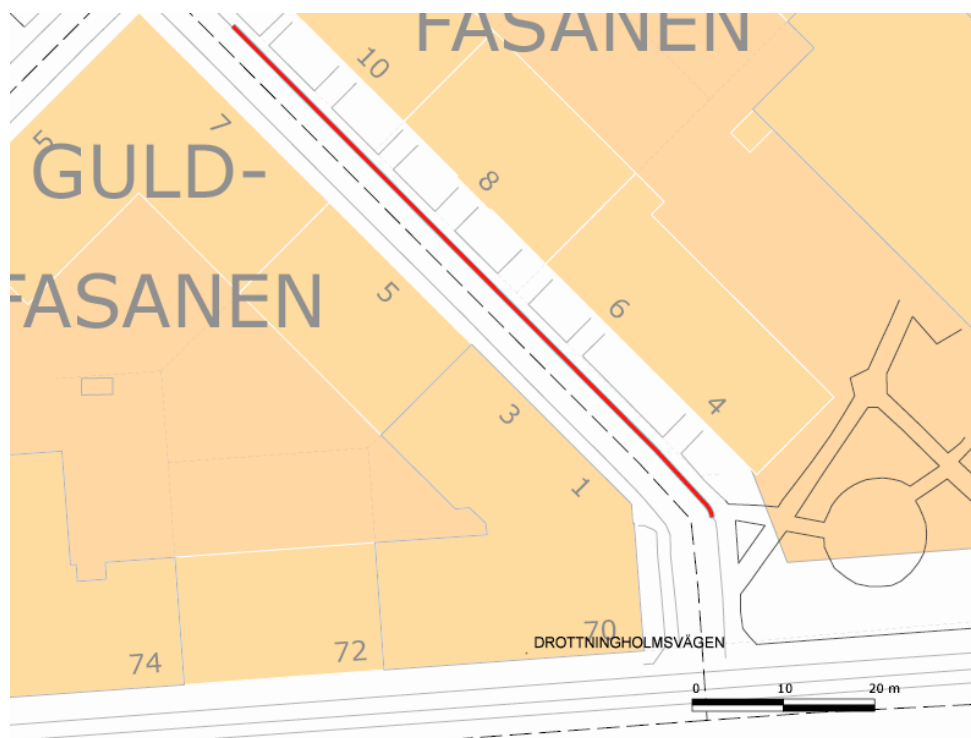 FASANEN
10
7
5
GULD-
8
FASANEN
5
6
3
4
1
70
DROTTNINGHOLMSVÄGEN
72
74
0 10 20 m